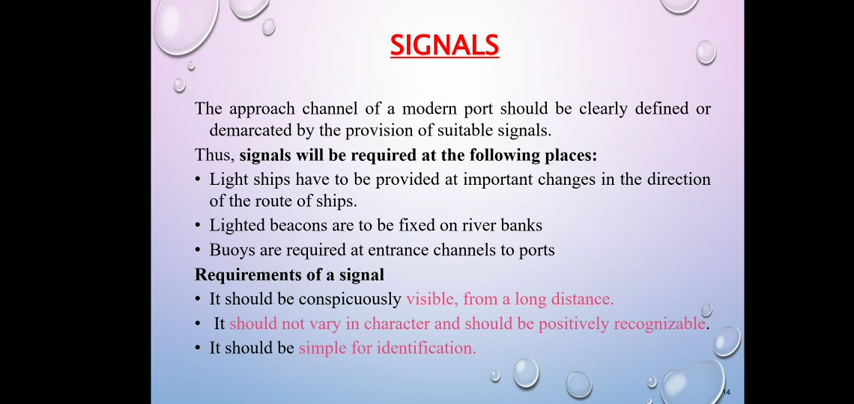 SIGNALS
The approach channel of a modern port should be clearly defined or
demarcated by the provision of suitable signals.
Thus, signals will be required at the following places:
• Light ships have to be provided at important changes in the direction
of the route of ships.
• Lighted beacons are to be fixed on river banks
• Buoys are required at entrance channels to ports
Requirements of a signal
• It should be conspicuously visible, from a long distance.
• It should not vary in character and should be positively recognizable.
• It should be simple for identification.
14